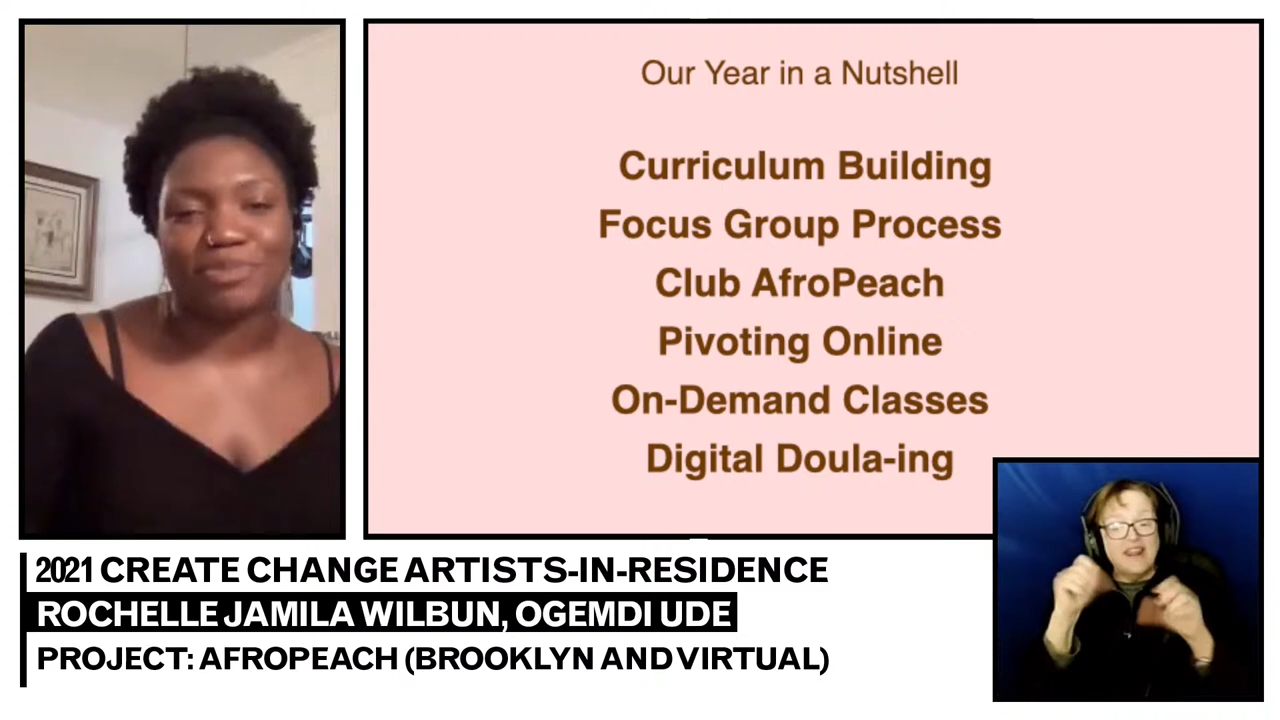 Our Year in a Nutshell
Curriculum Building
Focus Group Process
Club AfroPeach
Pivoting Online
On-Demand Classes
Digital Doula-ing
2021 CREATE CHANGE ARTISTS-IN-RESIDENCE
ROCHELLE JAMILA WILBUN, OGEMDI UDE
PROJECT: AFROPEACH (BROOKLYN AND VIRTUAL)